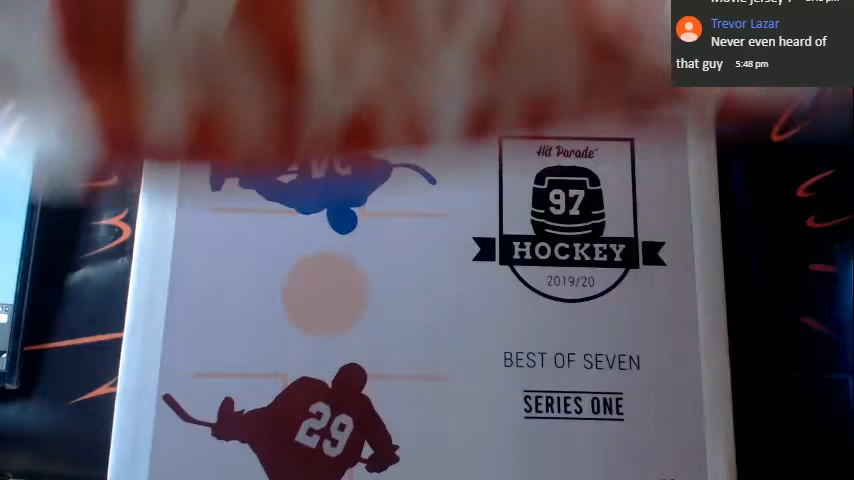 Trevor Lazar
Never even heard of
that guy 5:48 pm
Hit Parade
97
HOCKEY
2019/20
BEST OF SEVEN
SERIES ONE
29